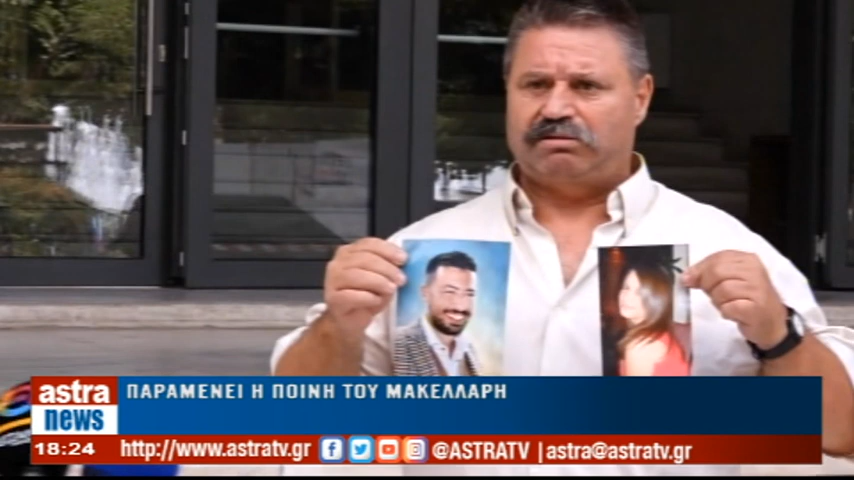 astra
news
ΠΑΡΑΜΕΝΕΙ Η ΠΟΙΝΗ ΤΟΥ ΜΑΚΕΛΛΑΡΗ
18:24
http://www.astratv.gr @ASTRATV | astra@astratv.gr